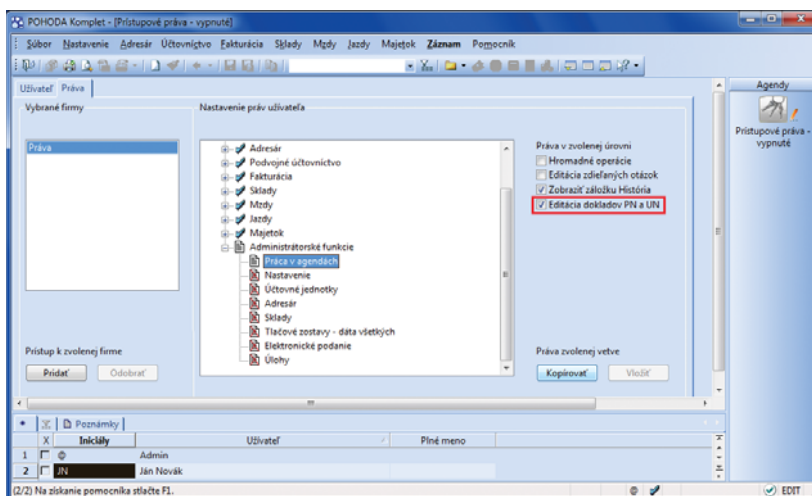 POHODA Komplet - [Prístupové práva - vypnuté]
Súbor Nastavenie Adresár Účtovníctvo Fakturácia Sklady Mzdy Jazdy Majetok Záznam Pomocník
Agendy
Prístupové práva - vypnuté
Užívateľ Práva
Vybrané firmy
Práva
Prístup k zvolenej firme
Pridať Odobrať
Nastavenie práv užívateľa
Adresár
Podvojné účtovníctvo
Fakturácia
Sklady
Mzdy
Jazdy
Majetok
Administrátorské funkcie
Práca v agendách
Nastavenie
Účtovné jednotky
Adresár
Sklady
Tlačové zostavy - dáta všetkých
Elektronické podanie
Úlohy
Práva v zvolenej úrovni
Hromadné operácie
Editácia zdieľaných otázok
Zobraziť záložku História
Editácia dokladov PN a UN
Práva zvolenej vetve
Kopírovať Vložiť
* Poznámky
X Iniciály Užívateľ Plné meno
1 @ Admin
2 JN Ján Novák
(2/2) Na získanie pomocníka stlačte F1.
@ EDIT